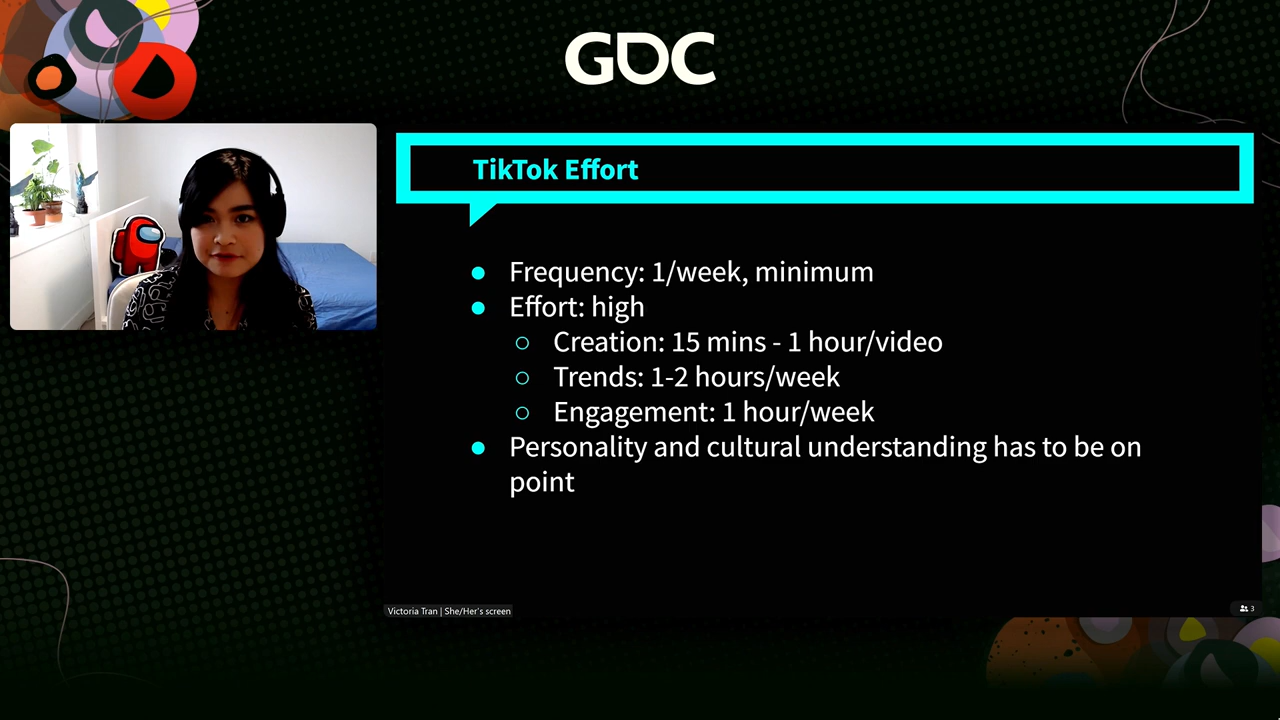 GDC
TikTok Effort
Frequency: 1/week, minimum
Effort: high
Creation: 15 mins - 1 hour/video
Trends: 1-2 hours/week
Engagement: 1 hour/week
Personality and cultural understanding has to be on
point
Victoria Tran | She/Her's screen
3